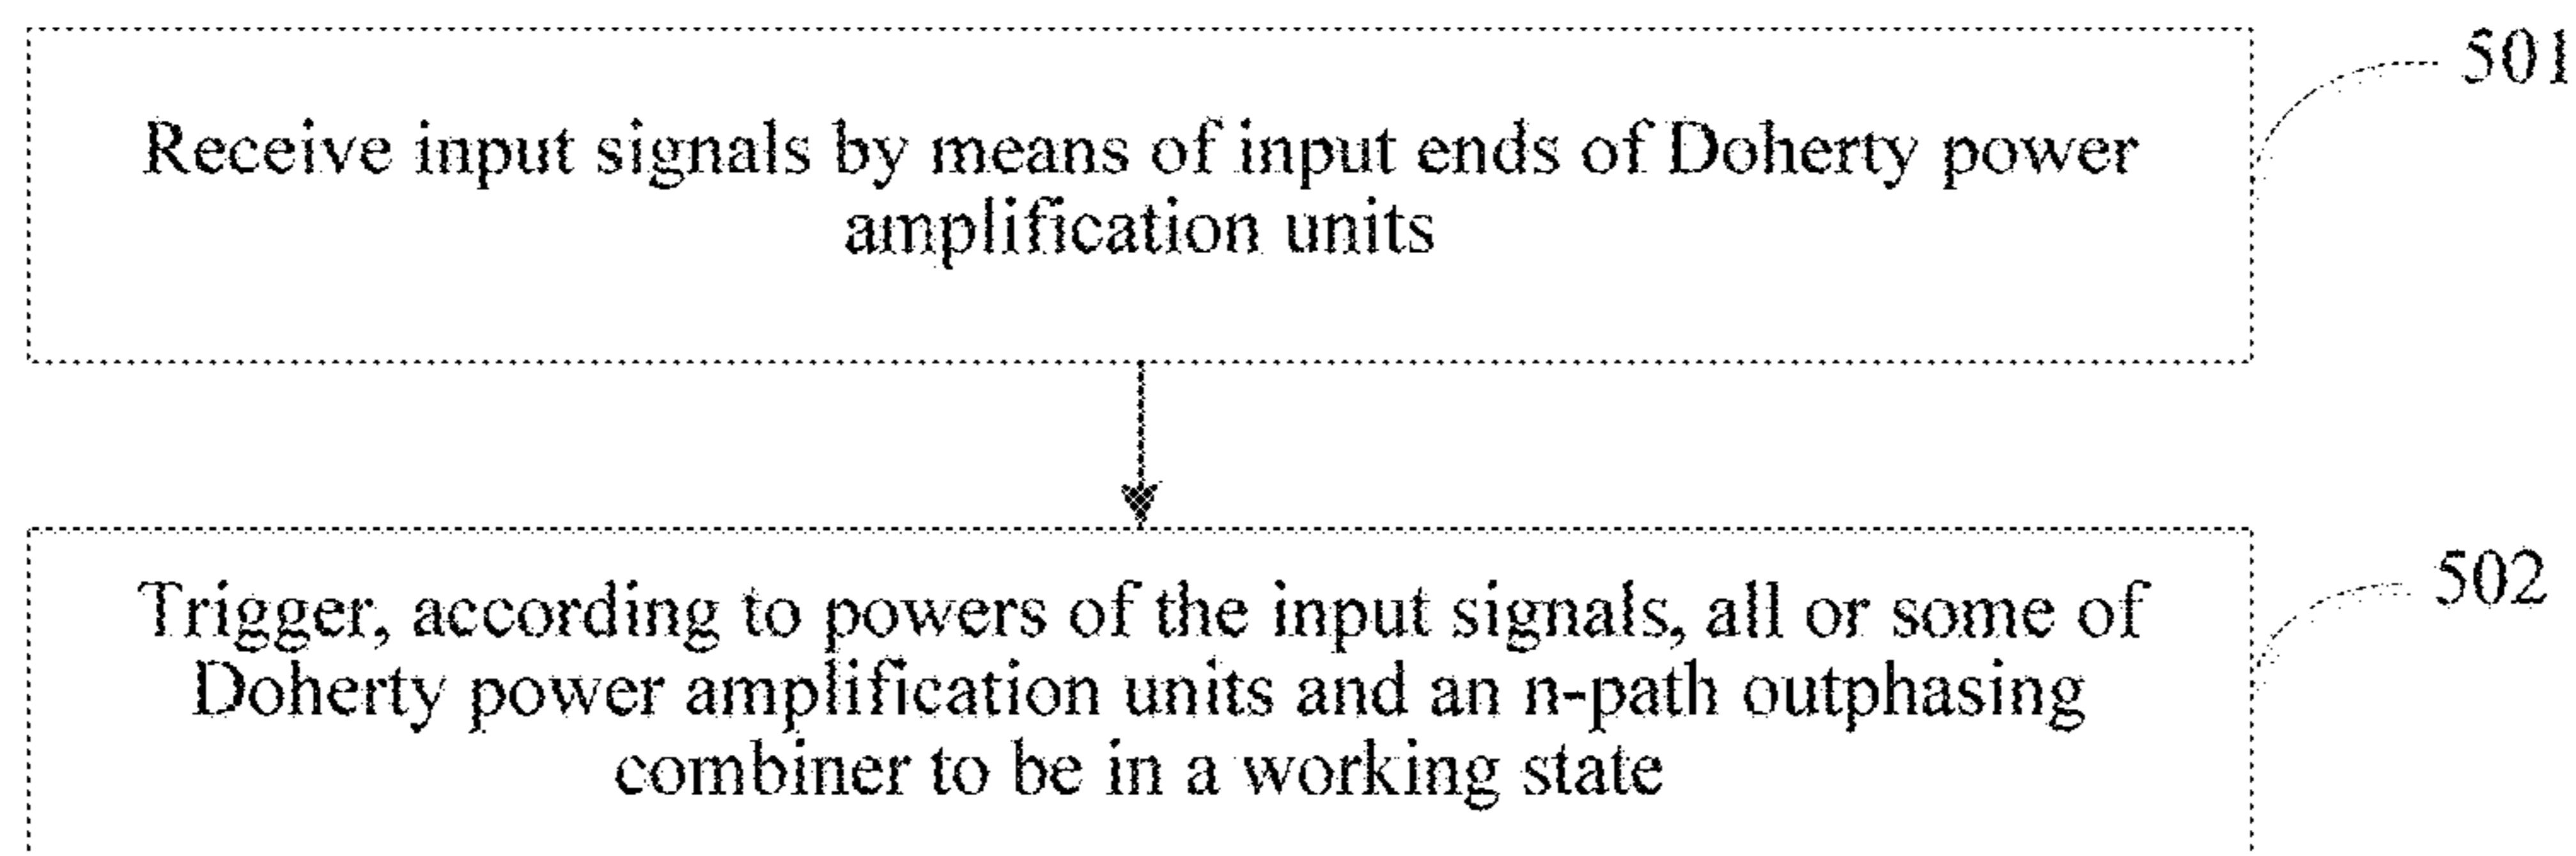 501
Receive input signals by means of input ends of Doherty power
amplification units
502
Trigger, according to powers of the input signals, all or some of
Doherty power amplification units and an n-path outphasing
combiner to be in a working state